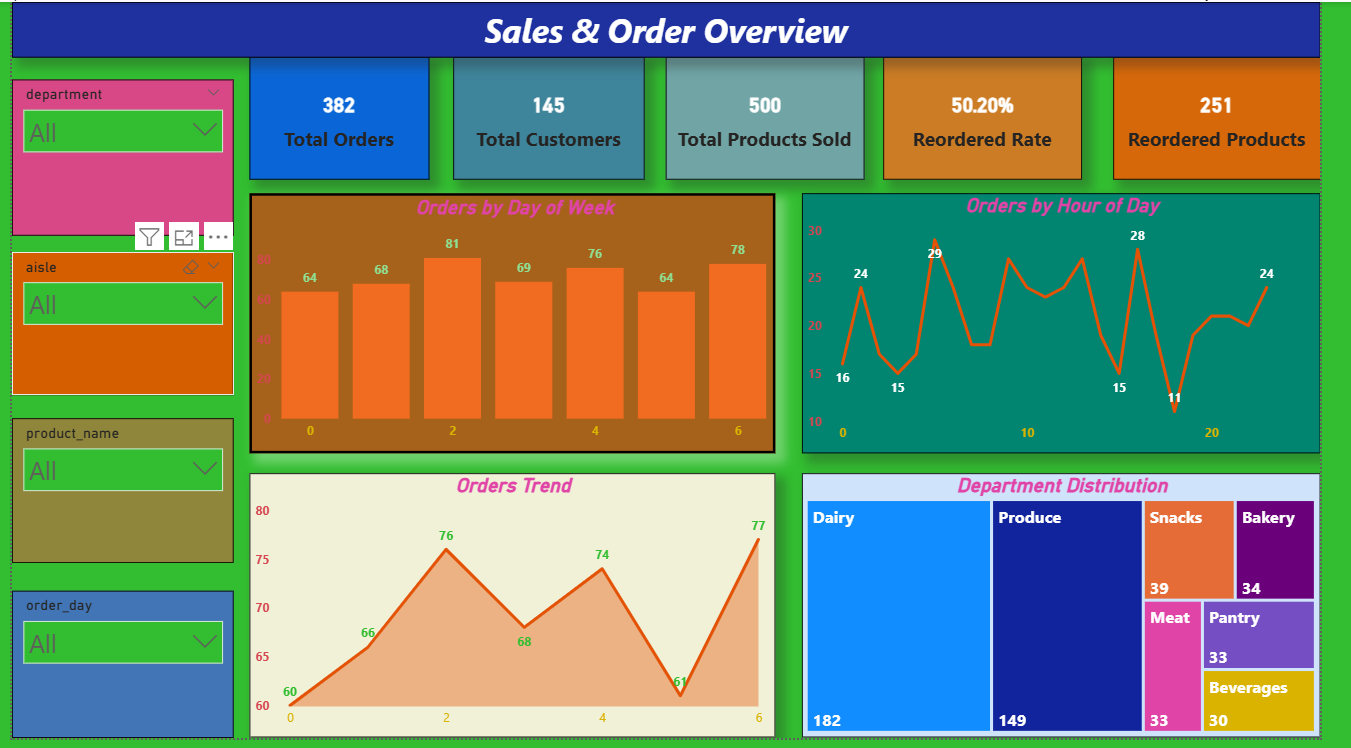 Sales & Order Overview
department
All
aisle
All
product_name
All
order_day
All
382
Total Orders
145
Total Customers
500
Total Products Sold
50.20%
Reordered Rate
251
Reordered Products
Orders by Day of Week
80
60
40
20
0
64
68
81
69
76
64
78
0
2
4
6
Orders by Hour of Day
30
25
20
15
10
16
24
15
29
15
28
11
24
0
10
20
Orders Trend
80
75
70
65
60
60
66
76
68
74
61
77
0
2
4
6
Department Distribution
Dairy
182
Produce
149
Snacks
39
Bakery
34
Meat
33
Pantry
33
Beverages
30